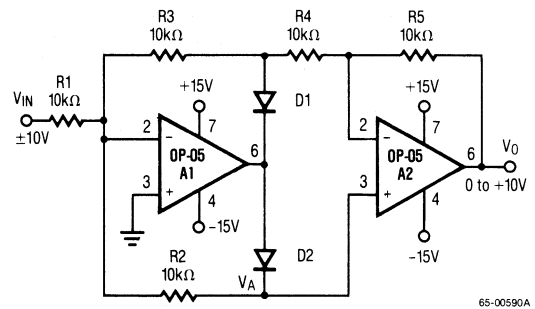 R3
10kΩ
R4
10kΩ
R5
10kΩ
R1
10kΩ
VIN
±10V
+15V
D1
+15V
2
7
–
OP-05
A1
6
3
+
4
–15V
2
7
–
OP-05
A2
6
VO
0 to +10V
3
+
4
–15V
R2
10kΩ
VA
D2
65-00590A